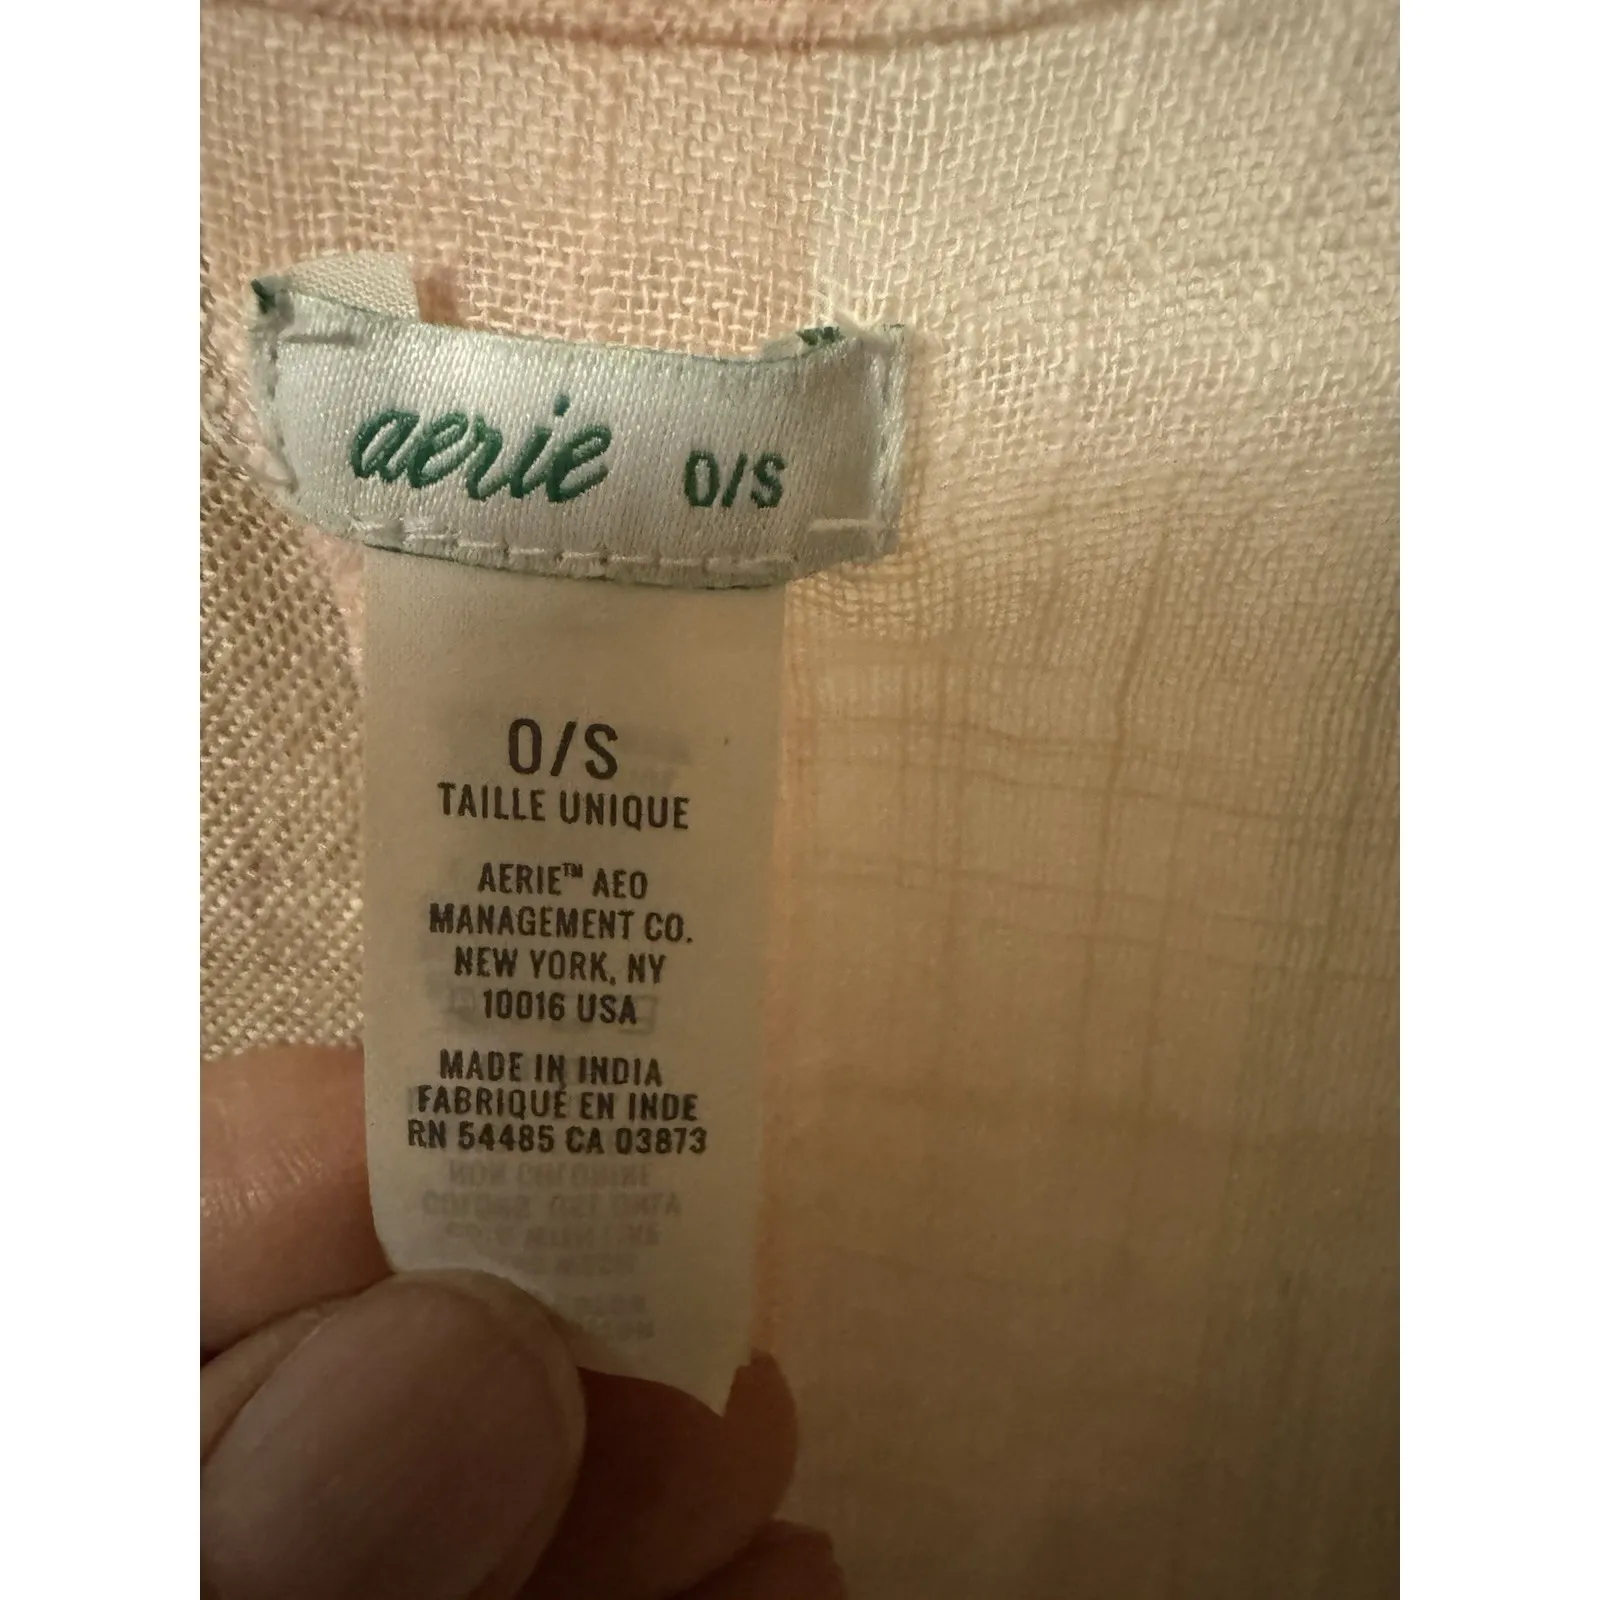 aerie O/S
O/S
TAILLE UNIQUE
AERIE™ AEO
MANAGEMENT CO.
NEW YORK, NY
10016 USA
MADE IN INDIA
FABRIQUÉ EN INDE
RN 54485 CA 03873